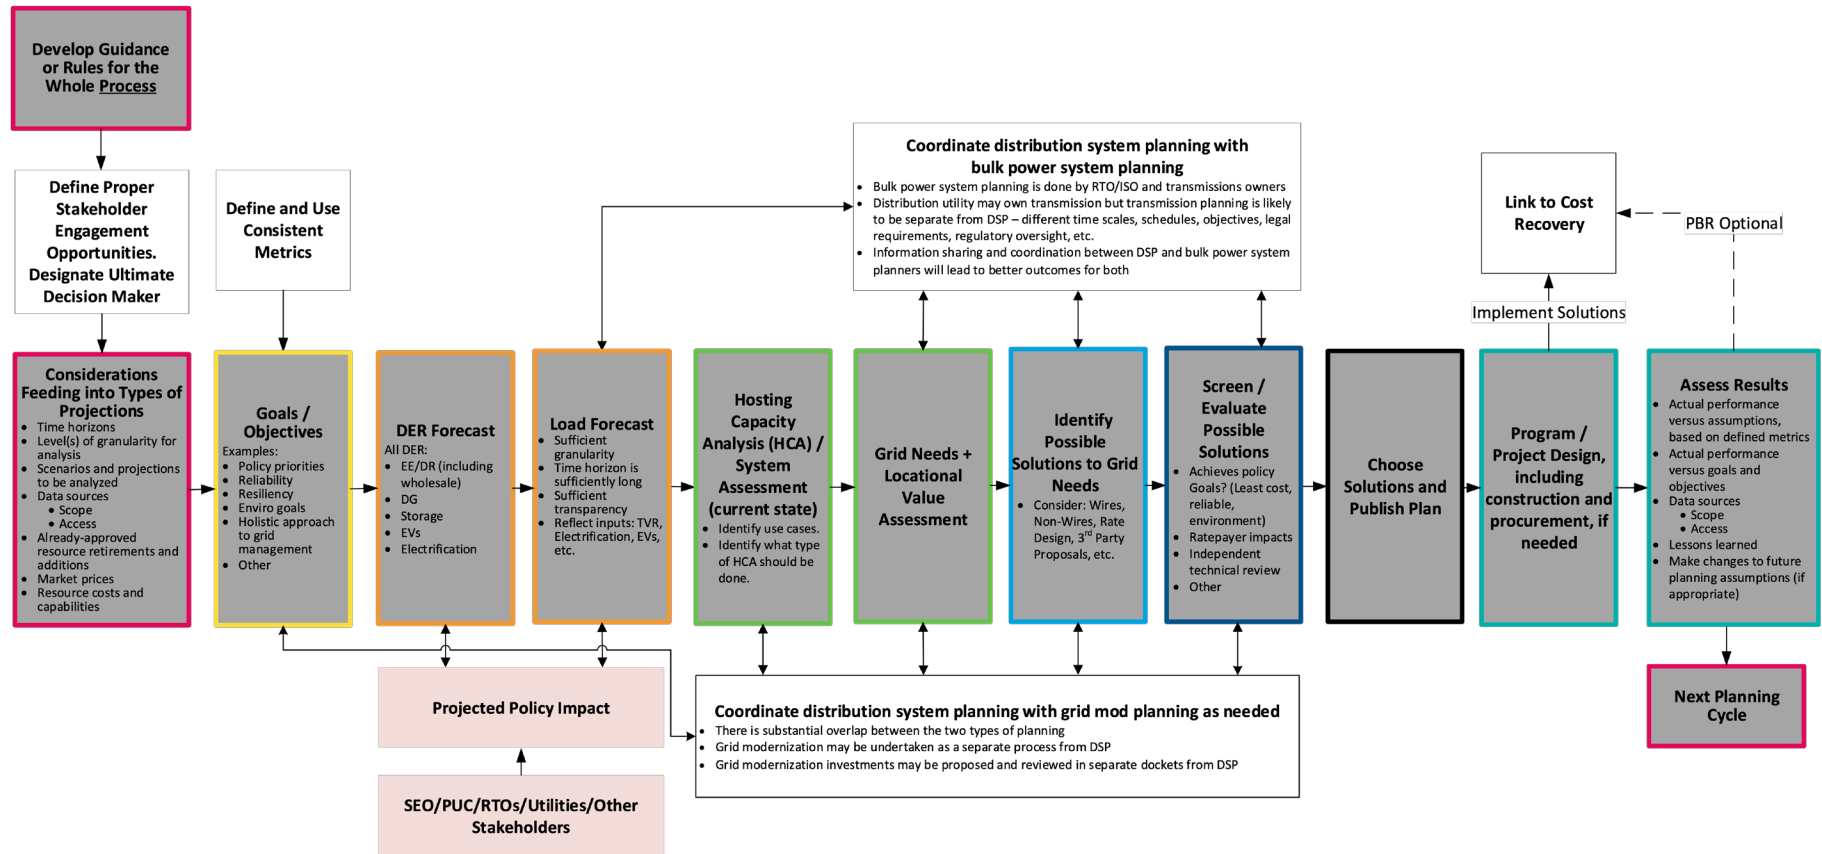 Develop Guidance
or Rules for the
Whole Process
Define Proper
Stakeholder
Engagement
Opportunities.
Designate Ultimate
Decision Maker
Define and Use
Consistent
Metrics
Coordinate distribution system planning with
bulk power system planning
• Bulk power system planning is done by RTO/ISO and transmissions owners
• Distribution utility may own transmission but transmission planning is likely
to be separate from DSP – different time scales, schedules, objectives, legal
requirements, regulatory oversight, etc.
• Information sharing and coordination between DSP and bulk power system
planners will lead to better outcomes for both
Link to Cost
Recovery
PBR Optional
Implement Solutions
Considerations
Feeding into Types of
Projections
• Time horizons
• Level(s) of granularity for
analysis
• Scenarios and projections
to be analyzed
• Data sources
• Scope
• Access
• Already-approved
resource retirements and
additions
• Market prices
• Resource costs and
capabilities
Goals /
Objectives
Examples:
• Policy priorities
• Reliability
• Resiliency
• Enviro goals
• Holistic approach
to grid
management
• Other
DER Forecast
All DER:
• EE/DR (including
wholesale)
• DG
• Storage
• EVs
• Electrification
Load Forecast
• Sufficient
granularity
• Time horizon is
sufficiently long
• Sufficient
transparency
• Reflect inputs: TVR,
Electrification, EVs,
etc.
Hosting
Capacity
Analysis (HCA) /
System
Assessment
(current state)
• Identify use cases.
• Identify what type
of HCA should be
done.
Grid Needs +
Locational
Value
Assessment
Identify
Possible
Solutions to Grid
Needs
• Consider: Wires,
Non-Wires, Rate
Design, 3rd Party
Proposals, etc.
Screen /
Evaluate
Possible
Solutions
• Achieves policy
Goals? (Least cost,
reliable,
environment)
• Ratepayer impacts
• Independent
technical review
• Other
Choose
Solutions and
Publish Plan
Program /
Project Design,
including
construction and
procurement, if
needed
Assess Results
• Actual performance
versus assumptions,
based on defined metrics
• Actual performance
versus goals and
objectives
• Data sources
• Scope
• Access
• Lessons learned
• Make changes to future
planning assumptions (if
appropriate)
Projected Policy Impact
SEO/PUC/RTOs/Utilities/Other
Stakeholders
Coordinate distribution system planning with grid mod planning as needed
• There is substantial overlap between the two types of planning
• Grid modernization may be undertaken as a separate process from DSP
• Grid modernization investments may be proposed and reviewed in separate dockets from DSP
Next Planning
Cycle